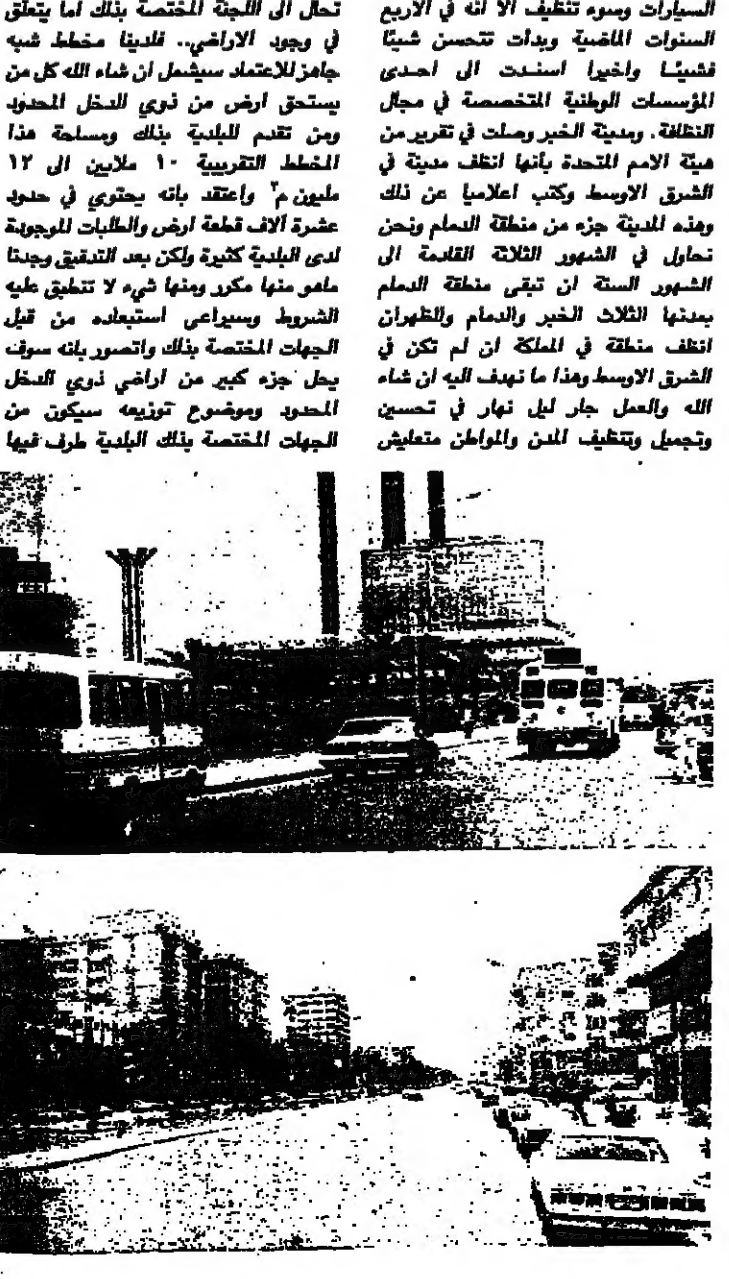 السيارات وسوء تنظيف الا انه في الاربع
السنوات الماضية وبدأت تتحسن شيئا
فشيئا واخيرا اسندت الى احدى
المؤسسات الوطنية المتخصصة في مجال
النظافة. ومدينة الخبر وصلت في تقرير من
هيئة الامم المتحدة بأنها انظف مدينة في
الشرق الاوسط وكتب اعلاميا عن ذلك
وهذه المدينة جزء من منطقة الدمام ونحن
نحاول في الشهور الثلاثة القادمة الى
الشهور الستة ان تبقى منطقة الدمام
بمدنها الثلاث الخبر والدمام والظهران
انظف منطقة في المملكة ان لم تكن في
الشرق الاوسط وهذا ما نهدف اليه ان شاء
الله والعمل جار ليل نهار في تحسين
وتجميل وتنظيف المدن والمواطن متعايش
تحال الى اللجنة المختصة بذلك اما يتعلق
في وجود الاراضي.. فلدينا مخطط شبه
جاهز للاعتماد سيشمل ان شاء الله كل من
يستحق ارض من ذوي الدخل المحدود
ومن تقدم للبلدية بذلك ومساحة هذا
المخطط التقريبية ١٠ ملايين الى ١٢
مليون م٢ واعتقد بانه يحتوي في حدود
عشرة آلاف قطعة ارض والطلبات الموجودة
لدى البلدية كثيرة ولكن بعد التدقيق وجدنا
ماهو منها مكرر ومنها شيء لا تنطبق عليه
الشروط وسيراعى استبعاده من قبل
الجهات المختصة بذلك واتصور بانه سوف
يحل جزء كبير من اراضي ذوي الدخل
المحدود وموضوع توزيعه سيكون من
الجهات المختصة بذلك البلدية طرف فيها